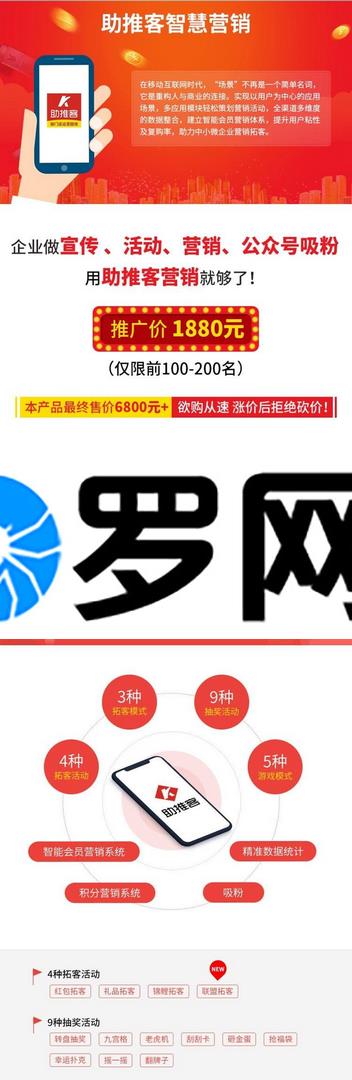 助推客智慧营销
在移动互联网时代，“场景”不再是一个简单名词，
它是重构人与商业的连接。实现以用户为中心的应用
场景，多应用模块轻松策划营销活动，全渠道多维度
的数据整合，建立智能会员营销体系，提升用户粘性
及复购率，助力中小微企业营销拓客。
助推客
企业做宣传 、活动、营销、公众号吸粉
用助推客营销就够了！
推广价 1880元
（仅限前100-200名）
本产品最终售价6800元+ 欲购从速 涨价后拒绝砍价！
罗网
3种
拓客模式
9种
抽奖活动
4种
拓客活动
5种
游戏模式
助推客
智能会员营销系统
精准数据统计
积分营销系统
吸粉
NEW
4种拓客活动
红包拓客 礼品拓客 锦鲤拓客 联盟拓客
9种抽奖活动
转盘抽奖 九宫格 老虎机 刮刮卡 砸金蛋 抢福袋
幸运扑克 摇一摇 翻牌子